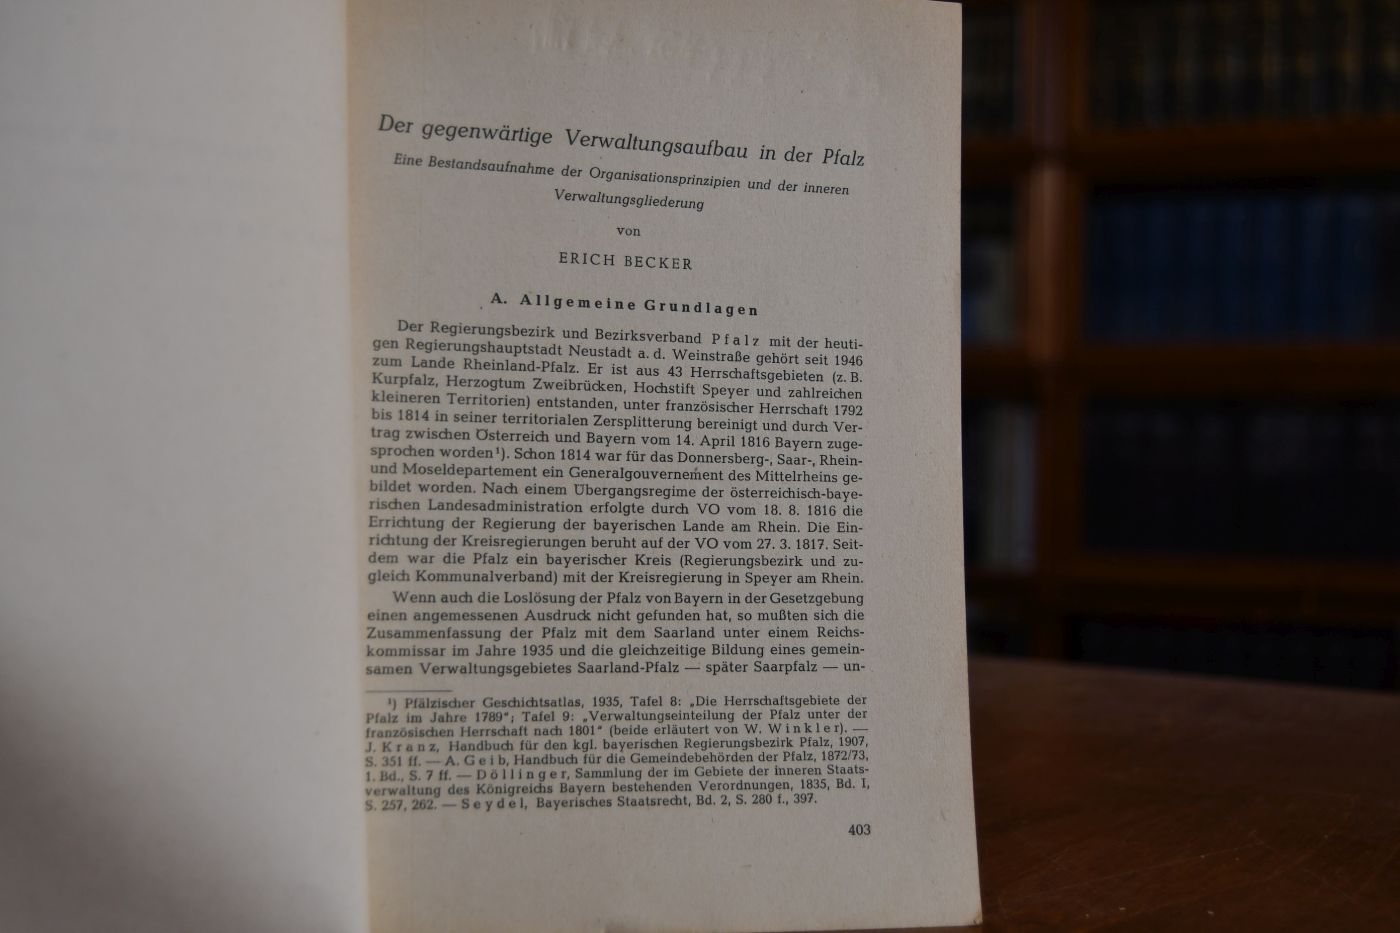 Der gegenwärtige Verwaltungsaufbau in der Pfalz
Eine Bestandsaufnahme der Organisationsprinzipien und der inneren
Verwaltungsgliederung
von
ERICH BECKER
A. Allgemeine Grundlagen
Der Regierungsbezirk und Bezirksverband Pfalz mit der heuti-
gen Regierungshauptstadt Neustadt a. d. Weinstraße gehört seit 1946
zum Lande Rheinland-Pfalz. Er ist aus 43 Herrschaftsgebieten (z. B.
Kurpfalz, Herzogtum Zweibrücken, Hochstift Speyer und zahlreichen
kleineren Territorien) entstanden, unter französischer Herrschaft 1792
bis 1814 in seiner territorialen Zersplitterung bereinigt und durch Ver-
trag zwischen Österreich und Bayern vom 14. April 1816 Bayern zuge-
sprochen worden¹). Schon 1814 war für das Donnersberg-, Saar-, Rhein-
und Moseldepartement ein Generalgouvernement des Mittelrheins ge-
bildet worden. Nach einem Übergangsregime der österreichisch-baye-
rischen Landesadministration erfolgte durch VO vom 18. 8. 1816 die
Errichtung der Regierung der bayerischen Lande am Rhein. Die Ein-
richtung der Kreisregierungen beruht auf der VO vom 27. 3. 1817. Seit-
dem war die Pfalz ein bayerischer Kreis (Regierungsbezirk und zu-
gleich Kommunalverband) mit der Kreisregierung in Speyer am Rhein.
Wenn auch die Loslösung der Pfalz von Bayern in der Gesetzgebung
einen angemessenen Ausdruck nicht gefunden hat, so mußten sich die
Zusammenfassung der Pfalz mit dem Saarland unter einem Reichs-
kommissar im Jahre 1935 und die gleichzeitige Bildung eines gemein-
samen Verwaltungsgebietes Saarland-Pfalz — später Saarpfalz — un-
¹) Pfälzischer Geschichtsatlas, 1935, Tafel 8: „Die Herrschaftsgebiete der
Pfalz im Jahre 1789"; Tafel 9: „Verwaltungseinteilung der Pfalz unter der
französischen Herrschaft nach 1801" (beide erläutert von W. Winkler). —
J. Kranz, Handbuch für den kgl. bayerischen Regierungsbezirk Pfalz, 1907,
S. 351 ff. — A. Geib, Handbuch für die Gemeindebehörden der Pfalz, 1872/73,
1. Bd., S. 7 ff. — Döllinger, Sammlung der im Gebiete der inneren Staats-
verwaltung des Königreichs Bayern bestehenden Verordnungen, 1835, Bd. I,
S. 257, 262. — Seydel, Bayerisches Staatsrecht, Bd. 2, S. 280 f., 397.
403